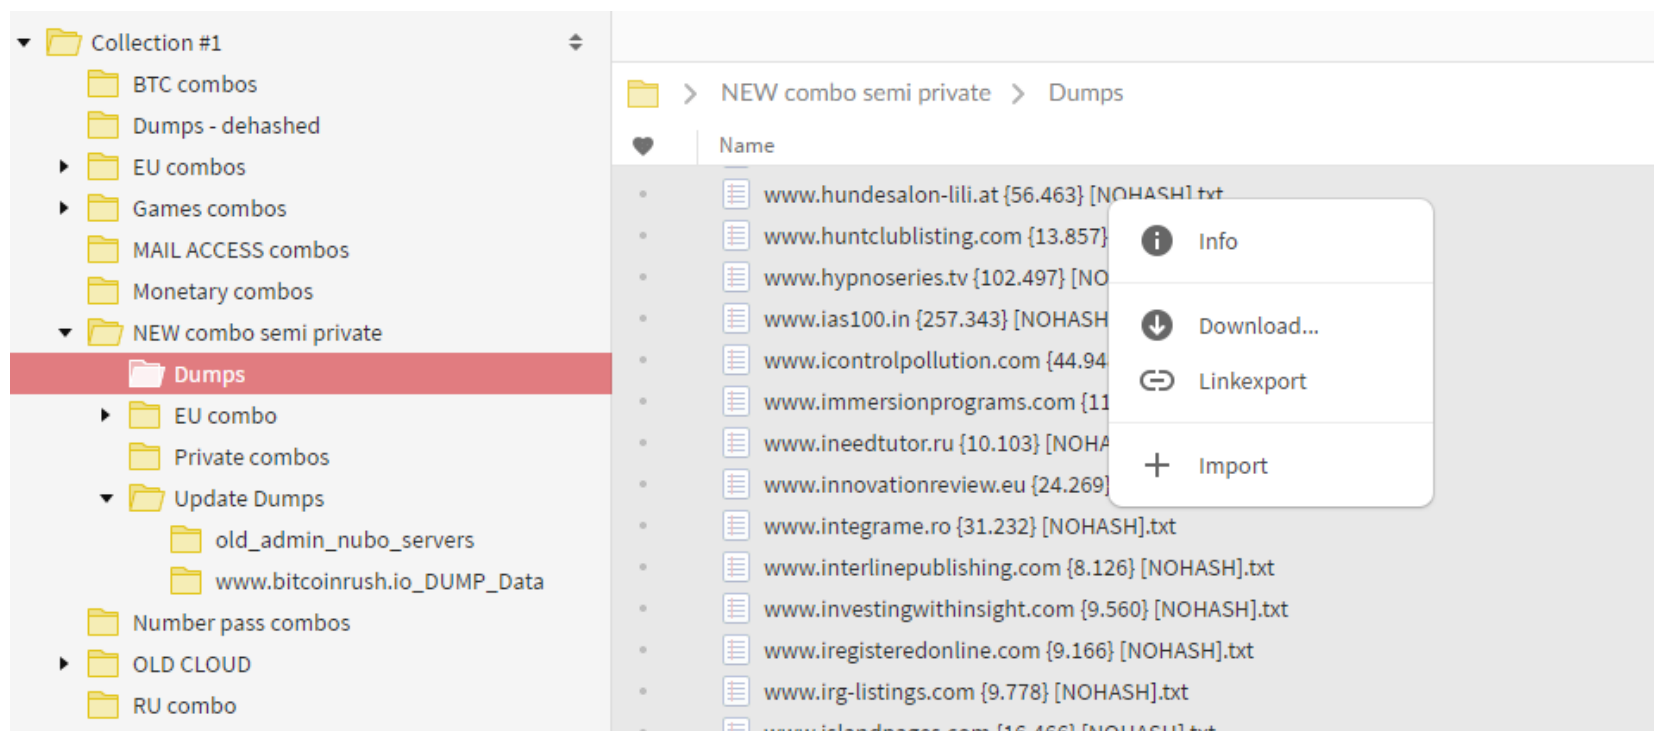 Collection #1
BTC combos
Dumps - dehashed
EU combos
Games combos
MAIL ACCESS combos
Monetary combos
NEW combo semi private
Dumps
EU combo
Private combos
Update Dumps
old_admin_nubo_servers
www.bitcoinrush.io_DUMP_Data
Number pass combos
OLD CLOUD
RU combo
NEW combo semi private > Dumps
Name
www.hundesalon-lili.at {56.463} [NOHASH].txt
www.huntclublisting.com {13.857}
www.hypnoseries.tv {102.497} [NO
www.ias100.in {257.343} [NOHASH
www.icontrolpollution.com {44.94
www.immersionprograms.com {11
www.ineedtutor.ru {10.103} [NOHA
www.innovationreview.eu {24.269}
www.integrame.ro {31.232} [NOHASH].txt
www.interlinepublishing.com {8.126} [NOHASH].txt
www.investingwithinsight.com {9.560} [NOHASH].txt
www.iregisteredonline.com {9.166} [NOHASH].txt
www.irg-listings.com {9.778} [NOHASH].txt
Info
Download...
Linkexport
Import